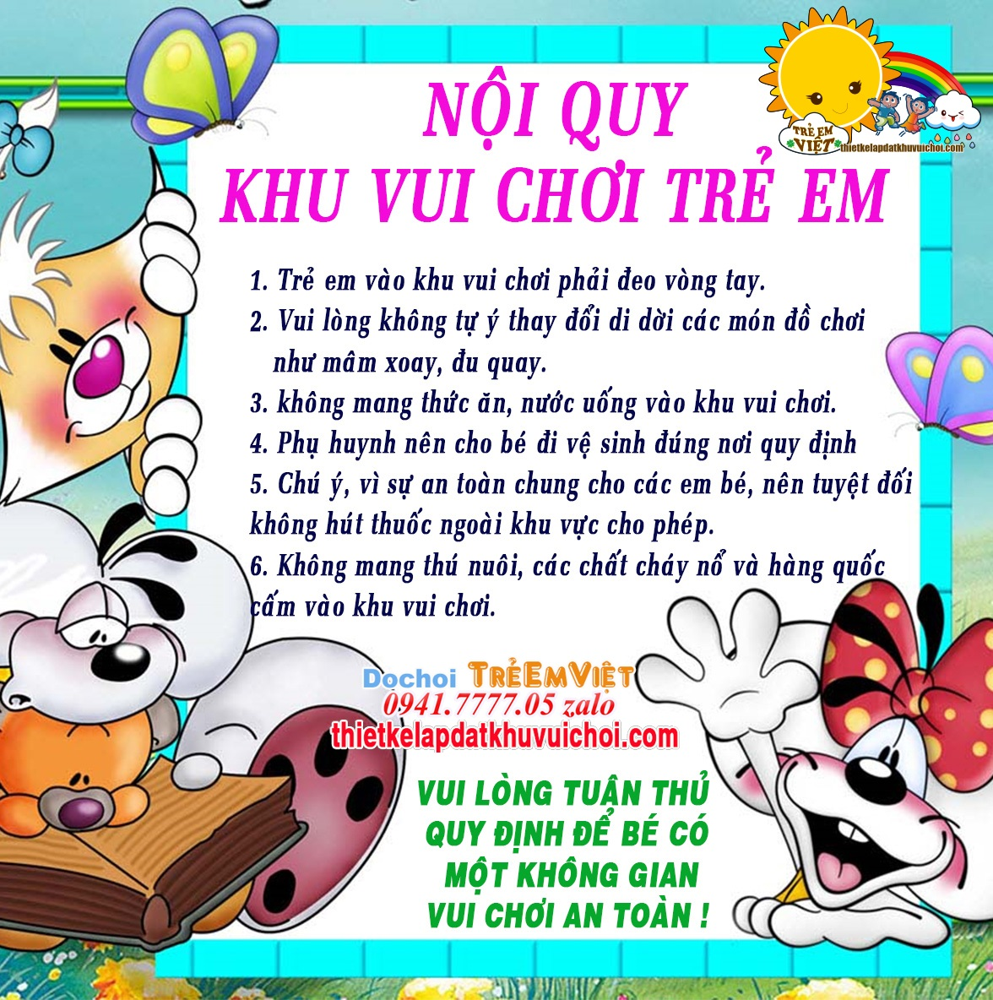 TRẺ EM
VIỆT
thietkelapdatkhuvuichoi.com
NỘI QUY
KHU VUI CHƠI TRẺ EM
1. Trẻ em vào khu vui chơi phải đeo vòng tay.
2. Vui lòng không tự ý thay đổi di dời các món đồ chơi
như mâm xoay, đu quay.
3. không mang thức ăn, nước uống vào khu vui chơi.
4. Phụ huynh nên cho bé đi vệ sinh đúng nơi quy định
5. Chú ý, vì sự an toàn chung cho các em bé, nên tuyệt đối
không hút thuốc ngoài khu vực cho phép.
6. Không mang thú nuôi, các chất cháy nổ và hàng quốc
cấm vào khu vui chơi.
Dochoi TRẺEMVIỆT
0941.7777.05 zalo
thietkelapdatkhuvuichoi.com
VUI LÒNG TUÂN THỦ
QUY ĐỊNH ĐỂ BÉ CÓ
MỘT KHÔNG GIAN
VUI CHƠI AN TOÀN !